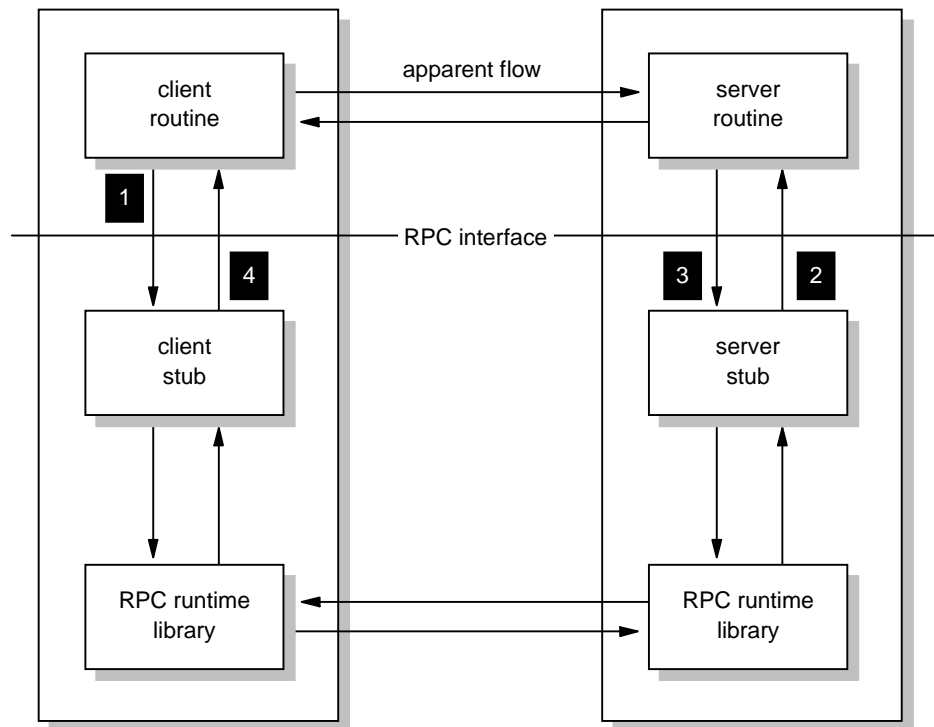 apparent flow
client
routine
server
routine
1
RPC interface
4
3
2
client
stub
server
stub
RPC runtime
library
RPC runtime
library